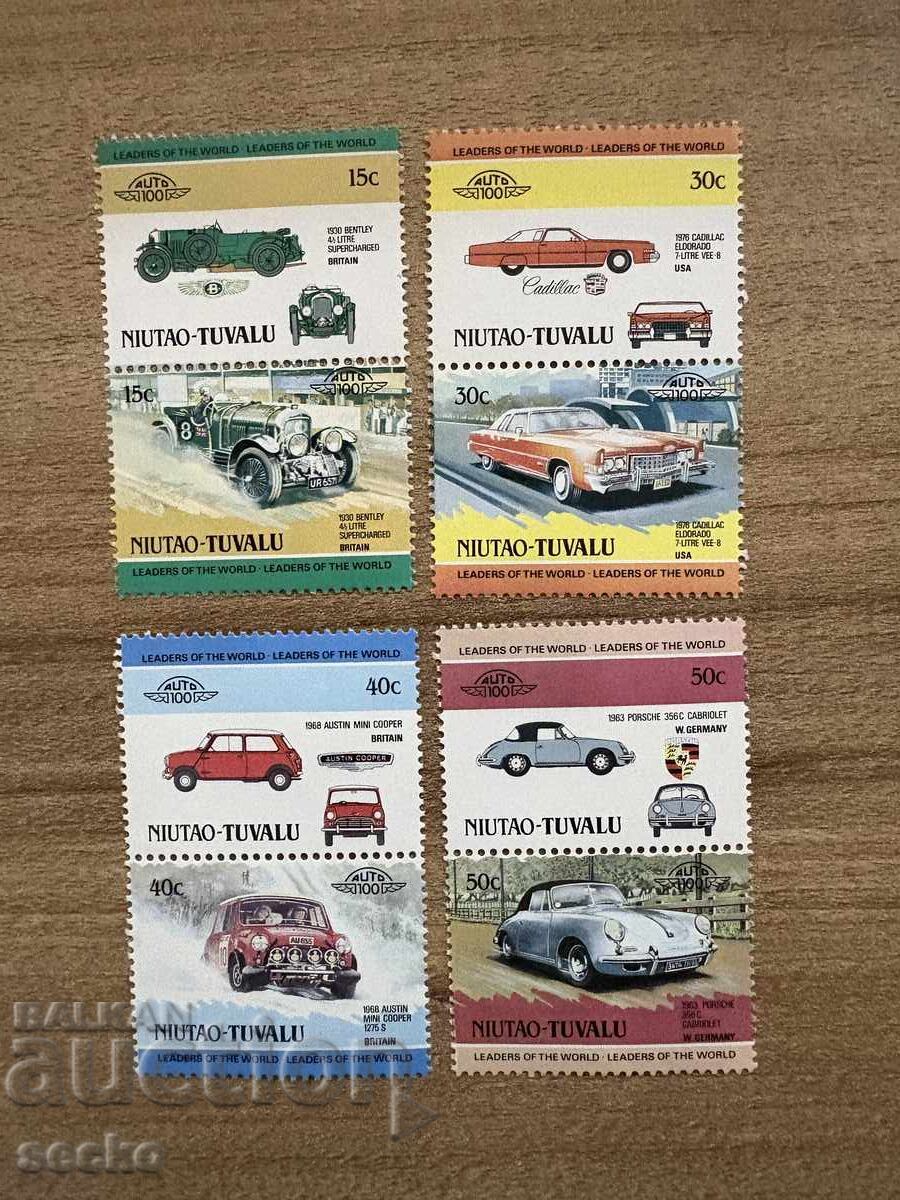 LEADERS OF THE WORLD · LEADERS OF THE WORLD
AUTO 100
15c
1930 BENTLEY
4½ LITRE
SUPERCHARGED
BRITAIN
B
NIUTAO-TUVALU
15c
AUTO 100
8
UR 6571
1930 BENTLEY
4½ LITRE
SUPERCHARGED
BRITAIN
NIUTAO-TUVALU
LEADERS OF THE WORLD · LEADERS OF THE WORLD
LEADERS OF THE WORLD · LEADERS OF THE WORLD
AUTO 100
30c
1976 CADILLAC
ELDORADO
7-LITRE VEE-8
USA
Cadillac
NIUTAO-TUVALU
30c
AUTO 100
1976 CADILLAC
ELDORADO
7-LITRE VEE-8
USA
NIUTAO-TUVALU
LEADERS OF THE WORLD · LEADERS OF THE WORLD
LEADERS OF THE WORLD · LEADERS OF THE WORLD
AUTO 100
40c
1968 AUSTIN MINI COOPER
BRITAIN
AUSTIN COOPER
NIUTAO-TUVALU
40c
AUTO 100
1968 AUSTIN
MINI COOPER
1275 S
BRITAIN
NIUTAO-TUVALU
LEADERS OF THE WORLD · LEADERS OF THE WORLD
LEADERS OF THE WORLD · LEADERS OF THE WORLD
AUTO 100
50c
1963 PORSCHE 356C CABRIOLET
W. GERMANY
PORSCHE
NIUTAO-TUVALU
50c
AUTO 100
1963 PORSCHE
356C
CABRIOLET
W. GERMANY
NIUTAO-TUVALU
LEADERS OF THE WORLD · LEADERS OF THE WORLD
BALKAN
auction
secko